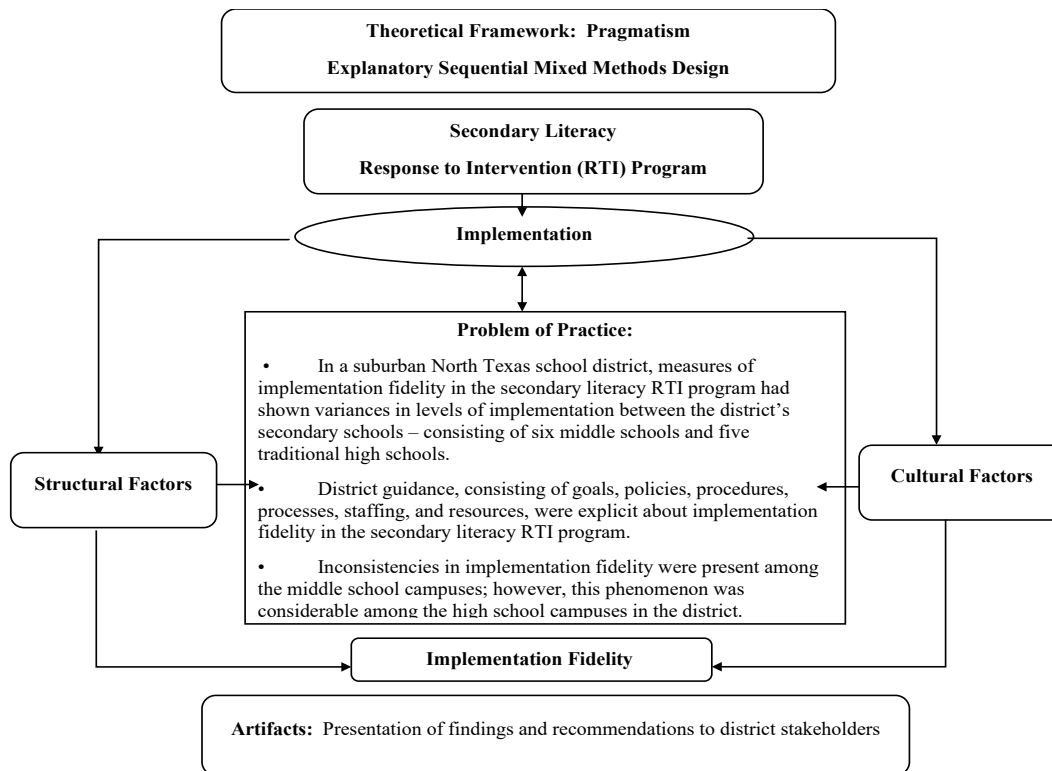 Theoretical Framework:  Pragmatism
Explanatory Sequential Mixed Methods Design
Secondary Literacy
Response to Intervention (RTI) Program
Implementation
Problem of Practice:
• In a suburban North Texas school district, measures of
implementation fidelity in the secondary literacy RTI program had
shown variances in levels of implementation between the district’s
secondary schools – consisting of six middle schools and five
traditional high schools.
Structural Factors
Cultural Factors
• District guidance, consisting of goals, policies, procedures,
processes, staffing, and resources, were explicit about implementation
fidelity in the secondary literacy RTI program.
• Inconsistencies in implementation fidelity were present among
the middle school campuses; however, this phenomenon was
considerable among the high school campuses in the district.
Implementation Fidelity
Artifacts:  Presentation of findings and recommendations to district stakeholders